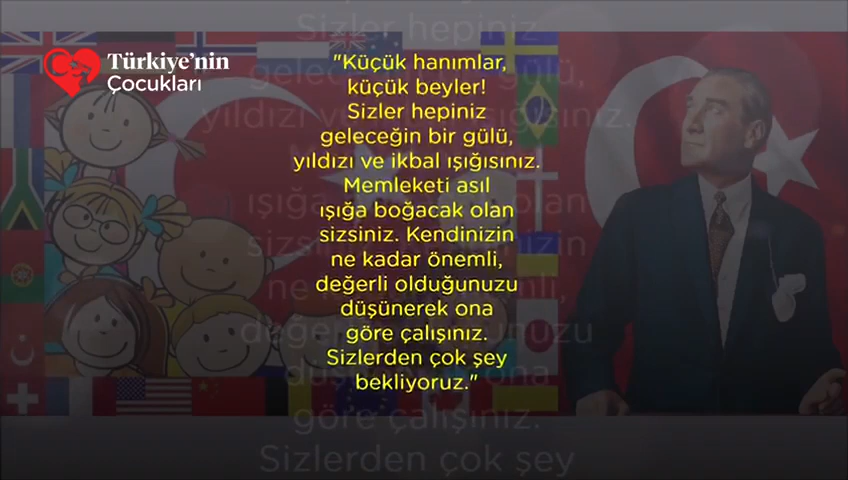 Türkiye'nin
Çocukları
"Küçük hanımlar,
küçük beyler!
Sizler hepiniz
geleceğin bir gülü,
yıldızı ve ikbal ışığısınız.
Memleketi asıl
ışığa boğacak olan
sizsiniz. Kendinizin
ne kadar önemli,
değerli olduğunuzu
düşünerek ona
göre çalışınız.
Sizlerden çok şey
bekliyoruz."